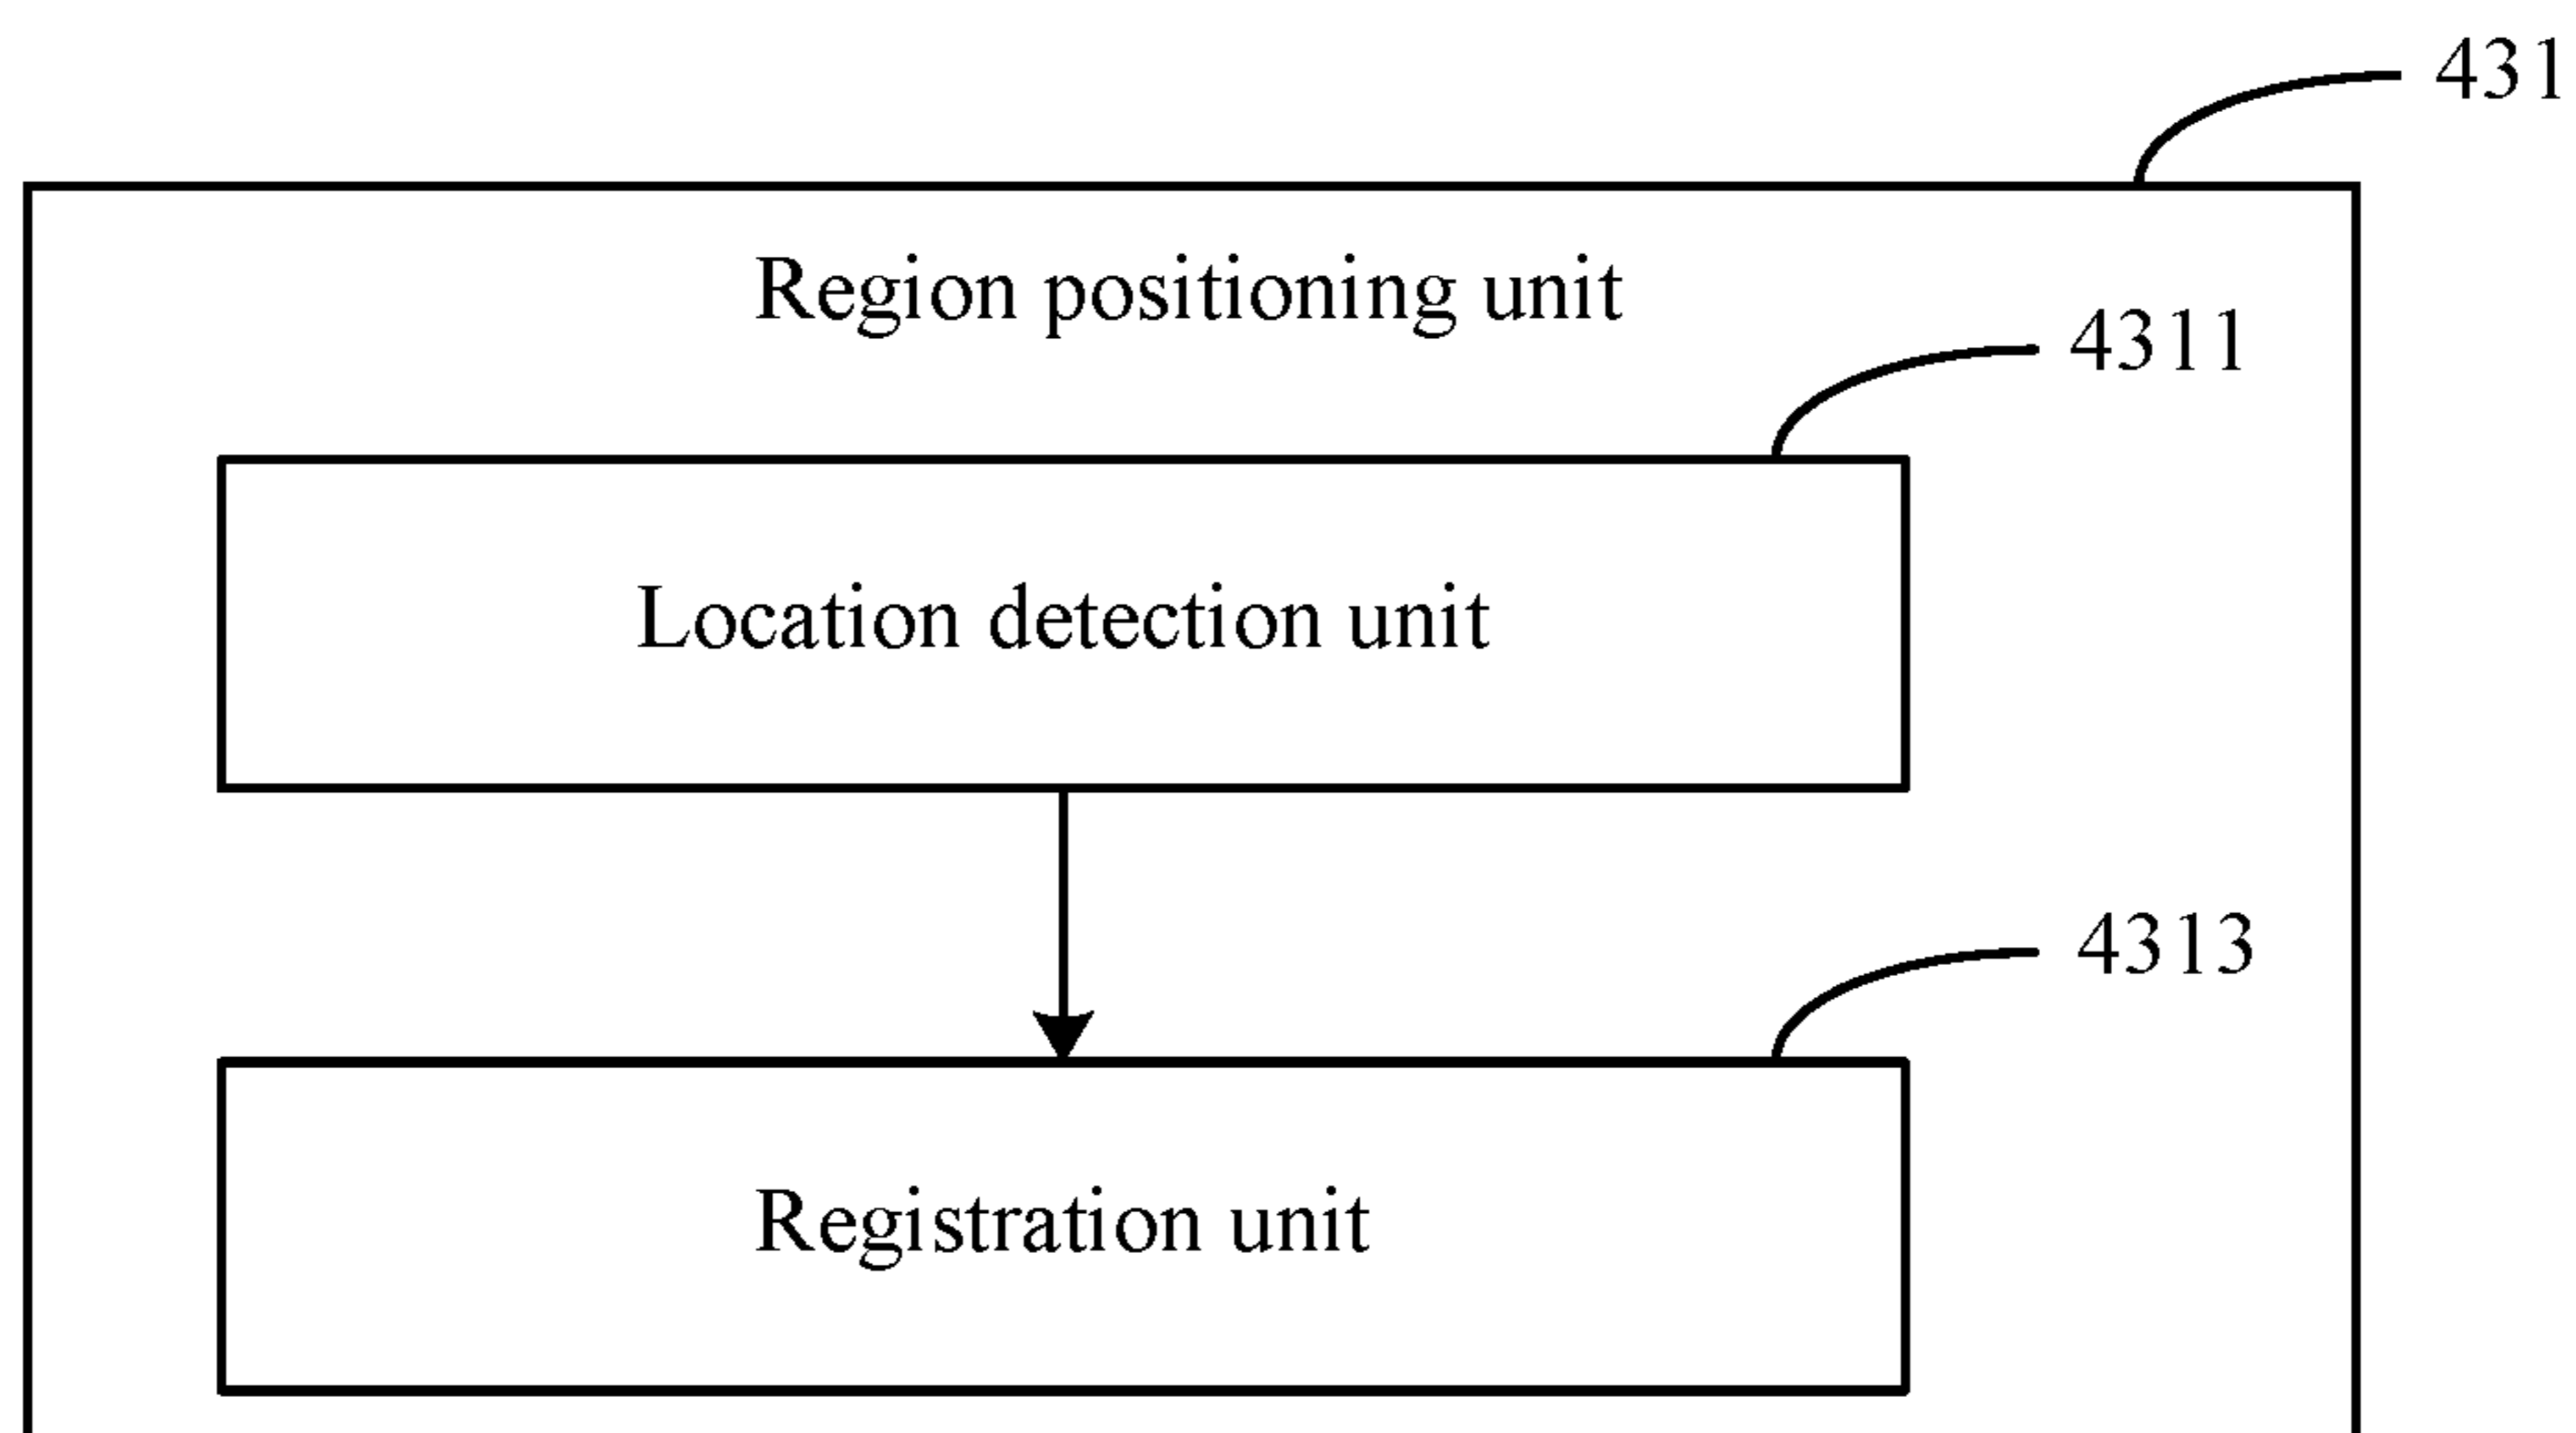 431
Region positioning unit
4311
Location detection unit
4313
Registration unit